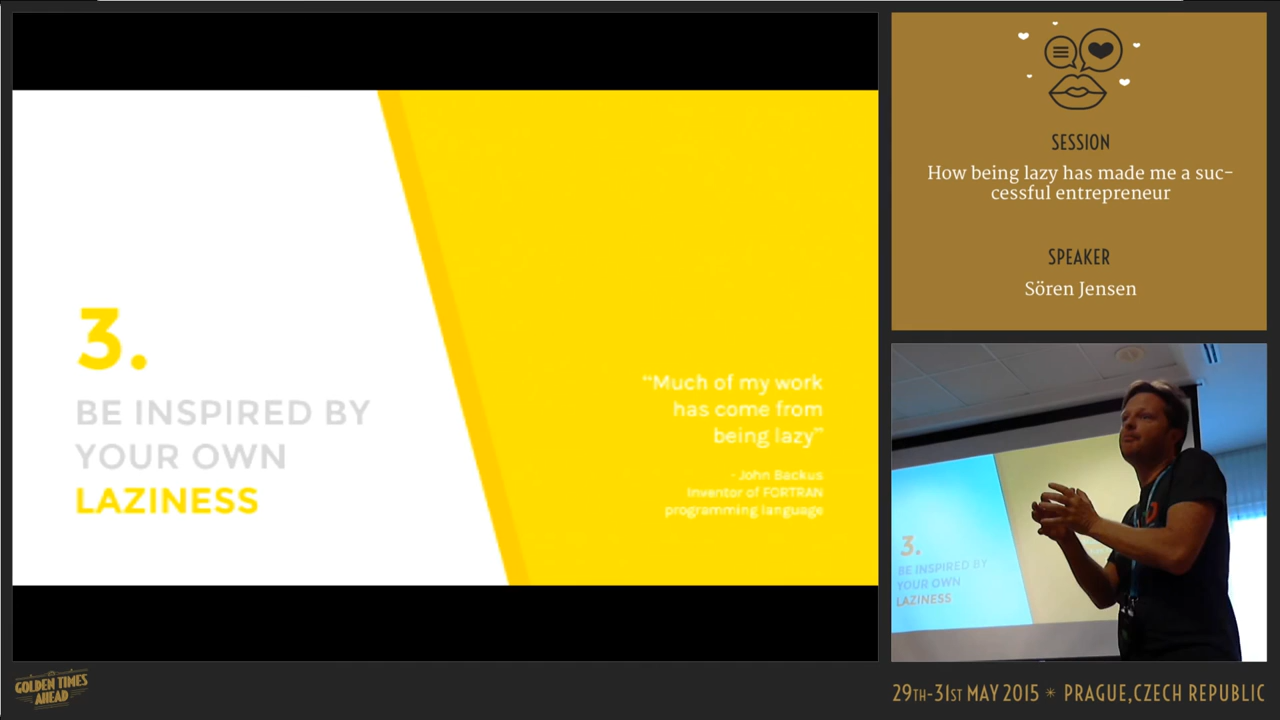 3.
BE INSPIRED BY
YOUR OWN
LAZINESS
“Much of my work
has come from
being lazy”
- John Backus
Inventor of FORTRAN
programming language
SESSION
How being lazy has made me a suc-
cessful entrepreneur
SPEAKER
Sören Jensen
3.
BE INSPIRED BY
YOUR OWN
LAZINESS
GOLDEN TIMES
AHEAD
29TH-31ST MAY 2015 * PRAGUE, CZECH REPUBLIC